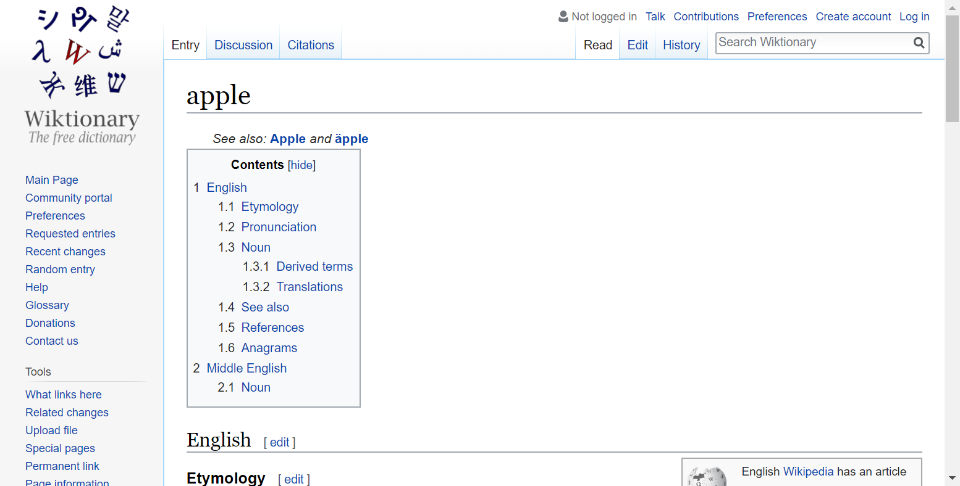 Not logged in Talk Contributions Preferences Create account Log in
Entry Discussion Citations Read Edit History Search Wiktionary
シ 말
λ W ش
维 ש
Wiktionary
The free dictionary
Main Page
Community portal
Preferences
Requested entries
Recent changes
Random entry
Help
Glossary
Donations
Contact us
Tools
What links here
Related changes
Upload file
Special pages
Permanent link
Page information
apple
See also: Apple and äpple
Contents [hide]
1 English
1.1 Etymology
1.2 Pronunciation
1.3 Noun
1.3.1 Derived terms
1.3.2 Translations
1.4 See also
1.5 References
1.6 Anagrams
2 Middle English
2.1 Noun
English [ edit ]
Etymology [ edit ]
English Wikipedia has an article